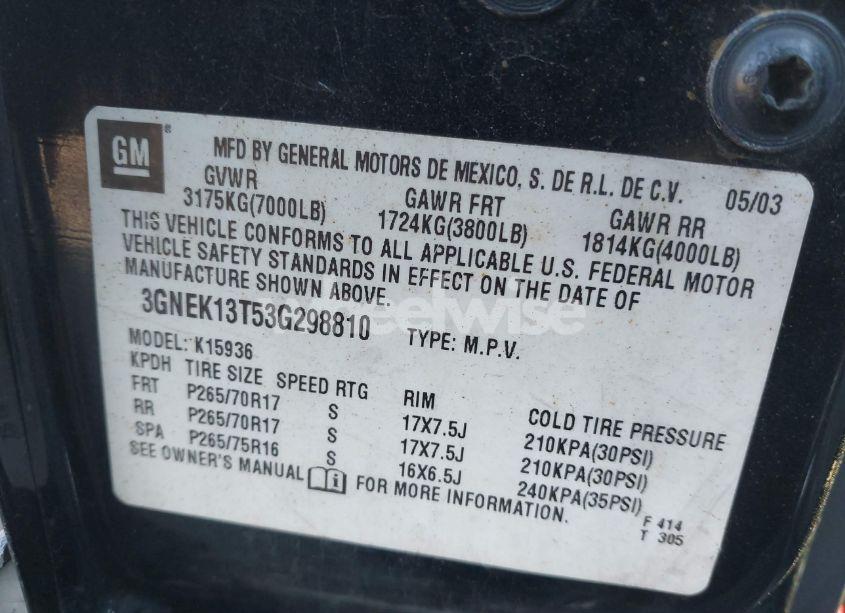 GM ® MFD BY GENERAL MOTORS DE MEXICO, S. DE R.L. DE C.V. 05/03
GVWR GAWR FRT GAWR RR
3175KG(7000LB) 1724KG(3800LB) 1814KG(4000LB)
THIS VEHICLE CONFORMS TO ALL APPLICABLE U.S. FEDERAL MOTOR
VEHICLE SAFETY STANDARDS IN EFFECT ON THE DATE OF
MANUFACTURE SHOWN ABOVE.
3GNEK13T53G298810 TYPE: M.P.V.
MODEL: K15936
KPDH TIRE SIZE SPEED RTG RIM COLD TIRE PRESSURE
FRT P265/70R17 S 17X7.5J 210KPA(30PSI)
RR P265/70R17 S 17X7.5J 210KPA(30PSI)
SPA P265/75R16 S 16X6.5J 240KPA(35PSI)
SEE OWNER'S MANUAL FOR MORE INFORMATION.
F 414
T 305